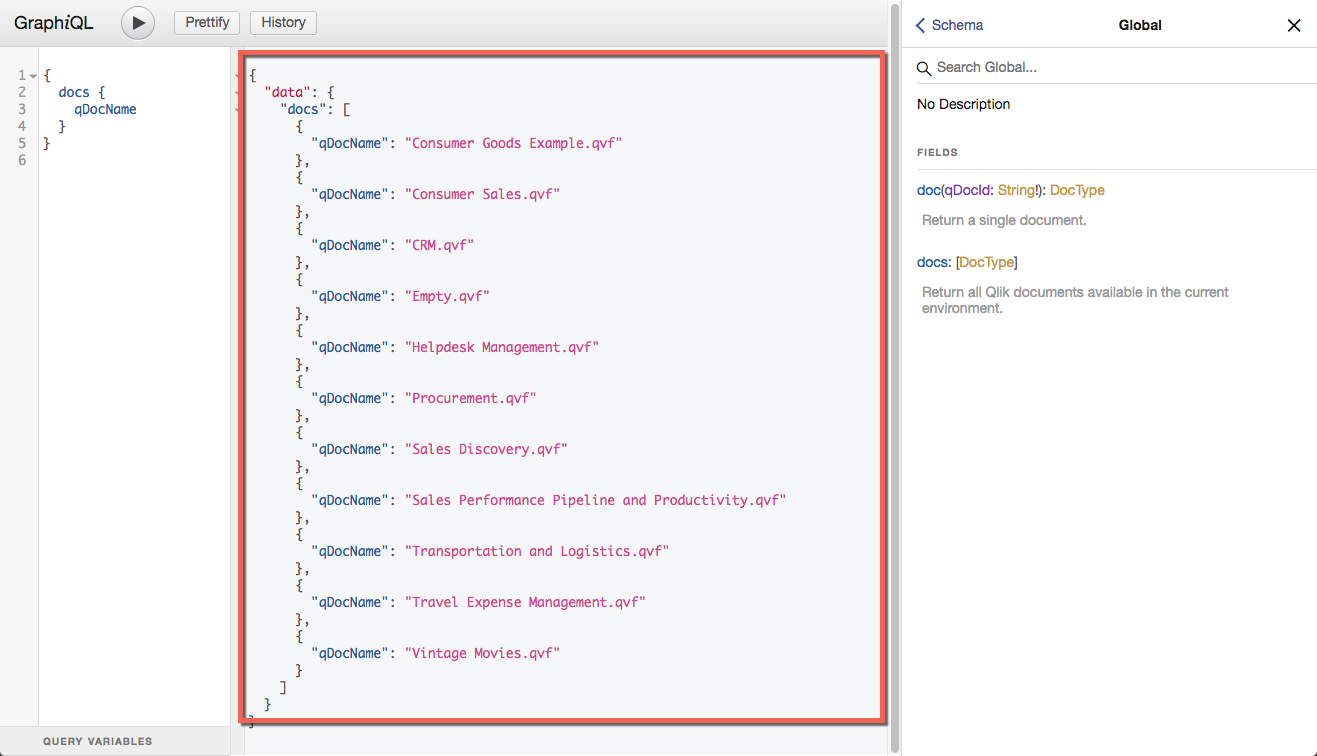 GraphiQL
Prettify
History
1 {
2 docs {
3 qDocName
4 }
5 }
6
QUERY VARIABLES
{
"data": {
"docs": [
{
"qDocName": "Consumer Goods Example.qvf"
},
{
"qDocName": "Consumer Sales.qvf"
},
{
"qDocName": "CRM.qvf"
},
{
"qDocName": "Empty.qvf"
},
{
"qDocName": "Helpdesk Management.qvf"
},
{
"qDocName": "Procurement.qvf"
},
{
"qDocName": "Sales Discovery.qvf"
},
{
"qDocName": "Sales Performance Pipeline and Productivity.qvf"
},
{
"qDocName": "Transportation and Logistics.qvf"
},
{
"qDocName": "Travel Expense Management.qvf"
},
{
"qDocName": "Vintage Movies.qvf"
}
]
}
}
Schema
Global
Search Global...
No Description
FIELDS
doc(qDocId: String!): DocType
Return a single document.
docs: [DocType]
Return all Qlik documents available in the current
environment.